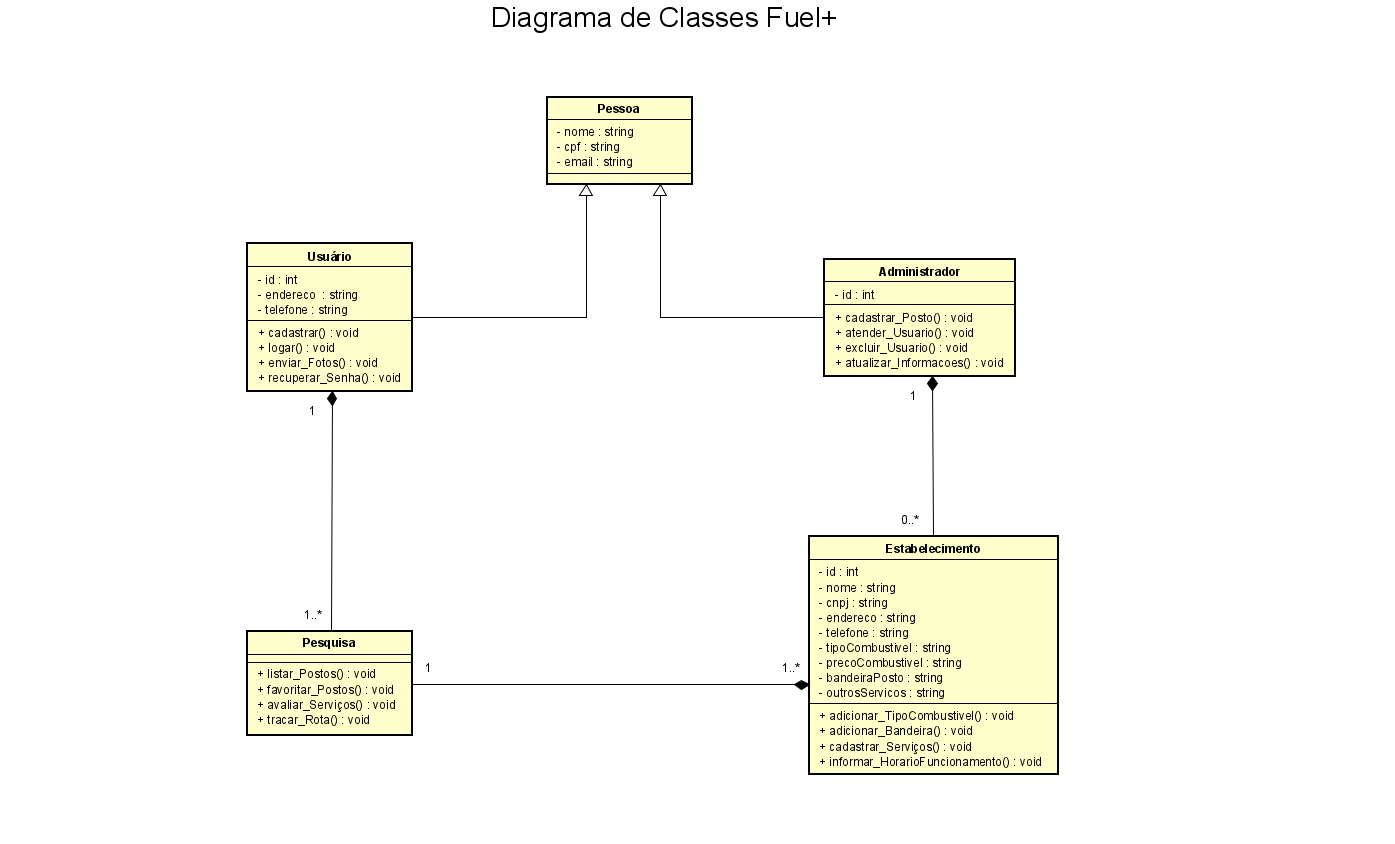 Diagrama de Classes Fuel+
Pessoa
- nome : string
- cpf : string
- email : string
Usuário
- id : int
- endereco : string
- telefone : string
+ cadastrar() : void
+ logar() : void
+ enviar_Fotos() : void
+ recuperar_Senha() : void
Administrador
- id : int
+ cadastrar_Posto() : void
+ atender_Usuario() : void
+ excluir_Usuario() : void
+ atualizar_Informacoes() : void
1
1
0..*
1..*
Pesquisa
+ listar_Postos() : void
+ favoritar_Postos() : void
+ avaliar_Serviços() : void
+ tracar_Rota() : void
1
1..*
Estabelecimento
- id : int
- nome : string
- cnpj : string
- endereco : string
- telefone : string
- tipoCombustivel : string
- precoCombustivel : string
- bandeiraPosto : string
- outrosServicos : string
+ adicionar_TipoCombustivel() : void
+ adicionar_Bandeira() : void
+ cadastrar_Serviços() : void
+ informar_HorarioFuncionamento() : void